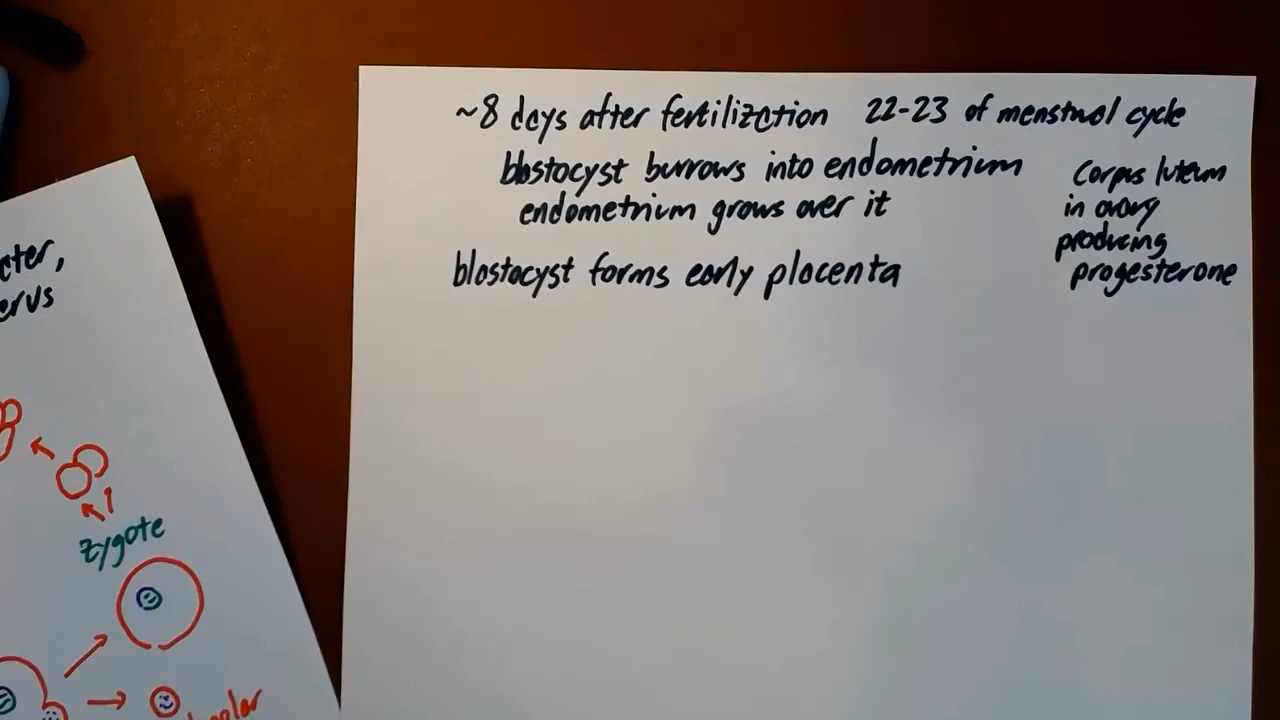 ~8 days after fertilization 22-23 of menstrual cycle
blastocyst burrows into endometrium
endometrium grows over it
blastocyst forms early placenta
Corpus luteum
in ovary
producing
progesterone
zygote